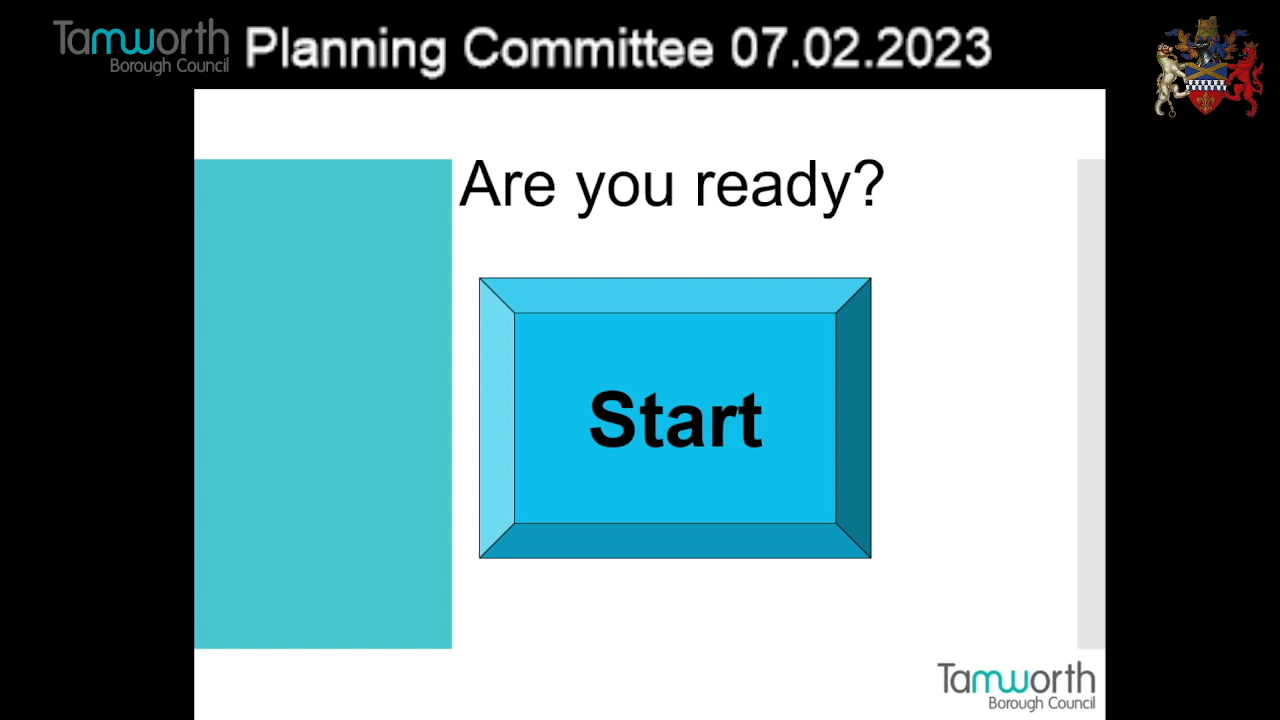 Tamworth
Borough Council
Planning Committee 07.02.2023
Are you ready?
Start
Tamworth
Borough Council